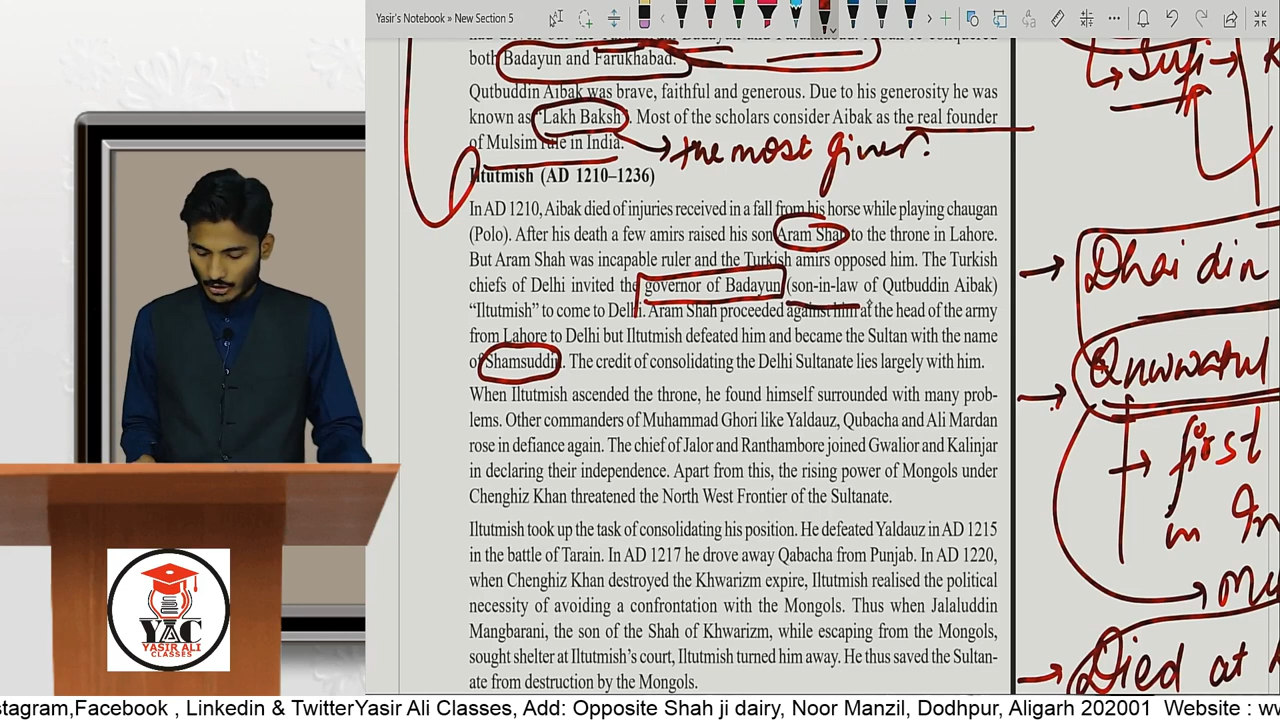 Yasir's Notebook » New Section 5
both Badayun and Farukhabad.
Qutbuddin Aibak was brave, faithful and generous. Due to his generosity he was
known as "Lakh Baksh". Most of the scholars consider Aibak as the real founder
of Mulsim rule in India.
the most giver.
Iltutmish (AD 1210–1236)
In AD 1210, Aibak died of injuries received in a fall from his horse while playing chaugan
(Polo). After his death a few amirs raised his son Aram Shah to the throne in Lahore.
But Aram Shah was incapable ruler and the Turkish amirs opposed him. The Turkish
chiefs of Delhi invited the governor of Badayun (son-in-law of Qutbuddin Aibak)
"Iltutmish" to come to Delhi. Aram Shah proceeded against him at the head of the army
from Lahore to Delhi but Iltutmish defeated him and became the Sultan with the name
of Shamsuddin. The credit of consolidating the Delhi Sultanate lies largely with him.
When Iltutmish ascended the throne, he found himself surrounded with many prob-
lems. Other commanders of Muhammad Ghori like Yaldauz, Qubacha and Ali Mardan
rose in defiance again. The chief of Jalor and Ranthambore joined Gwalior and Kalinjar
in declaring their independence. Apart from this, the rising power of Mongols under
Chenghiz Khan threatened the North West Frontier of the Sultanate.
Iltutmish took up the task of consolidating his position. He defeated Yaldauz in AD 1215
in the battle of Tarain. In AD 1217 he drove away Qabacha from Punjab. In AD 1220,
when Chenghiz Khan destroyed the Khwarizm expire, Iltutmish realised the political
necessity of avoiding a confrontation with the Mongols. Thus when Jalaluddin
Mangbarani, the son of the Shah of Khwarizm, while escaping from the Mongols,
sought shelter at Iltutmish's court, Iltutmish turned him away. He thus saved the Sultan-
ate from destruction by the Mongols.
Sufi
Dhai din
Quwwatul
first
in In
Mu
Died at
YAC
YASIR ALI
CLASSES
stagram,Facebook , Linkedin & TwitterYasir Ali Classes, Add: Opposite Shah ji dairy, Noor Manzil, Dodhpur, Aligarh 202001 Website : ww